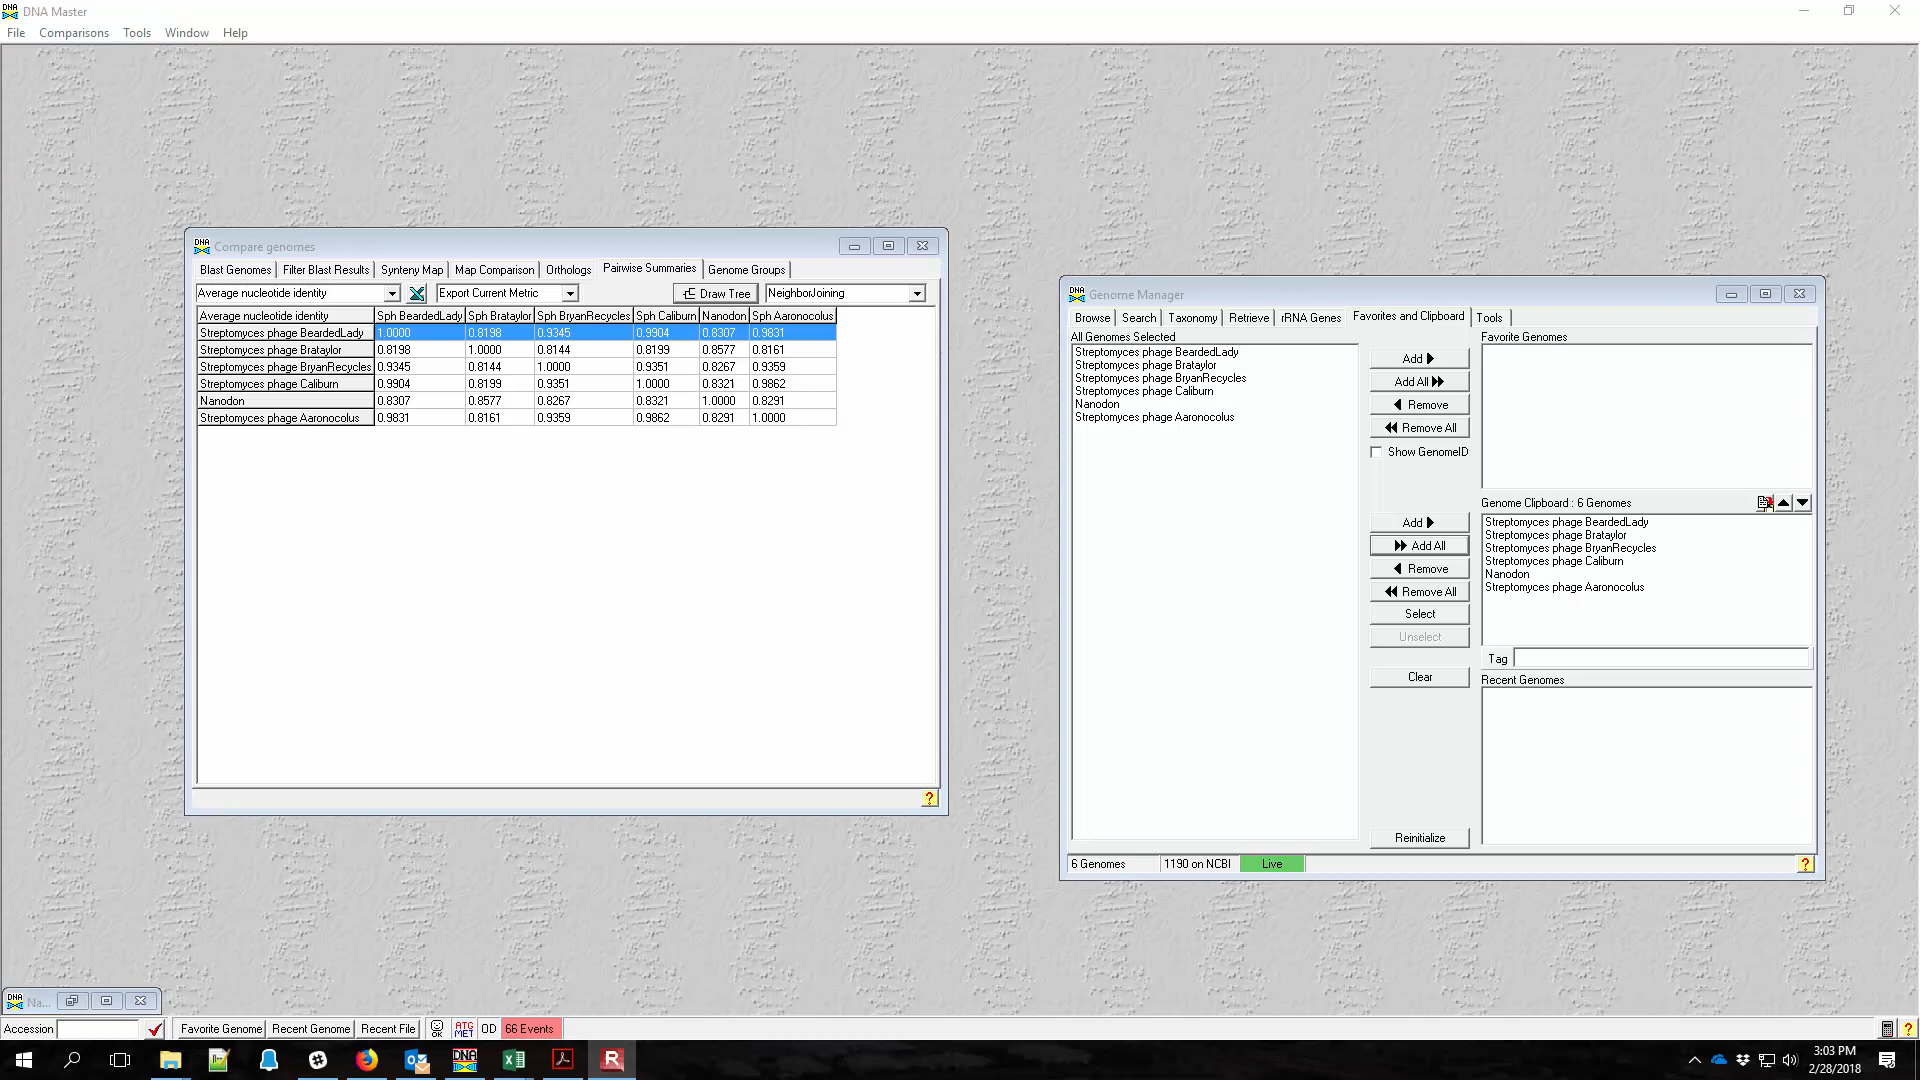 DNA Master
File Comparisons Tools Window Help
Compare genomes
Blast Genomes Filter Blast Results Synteny Map Map Comparison Orthologs Pairwise Summaries Genome Groups
Average nucleotide identity Export Current Metric Draw Tree NeighborJoining
Average nucleotide identity Sph BeardedLady Sph Brataylor Sph BryanRecycles Sph Caliburn Nanodon Sph Aaronocolus
Streptomyces phage BeardedLady 1.0000 0.8198 0.9345 0.9904 0.8307 0.9831
Streptomyces phage Brataylor 0.8198 1.0000 0.8144 0.8199 0.8577 0.8161
Streptomyces phage BryanRecycles 0.9345 0.8144 1.0000 0.9351 0.8267 0.9359
Streptomyces phage Caliburn 0.9904 0.8199 0.9351 1.0000 0.8321 0.9862
Nanodon 0.8307 0.8577 0.8267 0.8321 1.0000 0.8291
Streptomyces phage Aaronocolus 0.9831 0.8161 0.9359 0.9862 0.8291 1.0000
?
DNA
Genome Manager
Browse Search Taxonomy Retrieve rRNA Genes Favorites and Clipboard Tools
All Genomes Selected
Streptomyces phage BeardedLady
Streptomyces phage Brataylor
Streptomyces phage BryanRecycles
Streptomyces phage Caliburn
Nanodon
Streptomyces phage Aaronocolus
Add
Add All
Remove
Remove All
Show GenomeID
Add
Add All
Remove
Remove All
Select
Unselect
Clear
Reinitialize
Favorite Genomes
Genome Clipboard : 6 Genomes
Streptomyces phage BeardedLady
Streptomyces phage Brataylor
Streptomyces phage BryanRecycles
Streptomyces phage Caliburn
Nanodon
Streptomyces phage Aaronocolus
Tag
Recent Genomes
6 Genomes 1190 on NCBI Live ?
DNA Na...
Accession Favorite Genome Recent Genome Recent File OK ATG MET OD 66 Events ?
DNA R
3:03 PM
2/28/2018